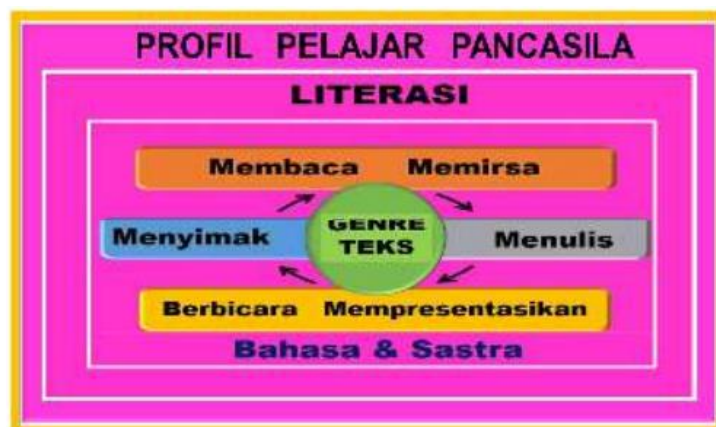 PROFIL PELAJAR PANCASILA
LITERASI
Membaca Memirsa
Menyimak
GENRE
TEKS
Menulis
Berbicara Mempresentasikan
Bahasa & Sastra